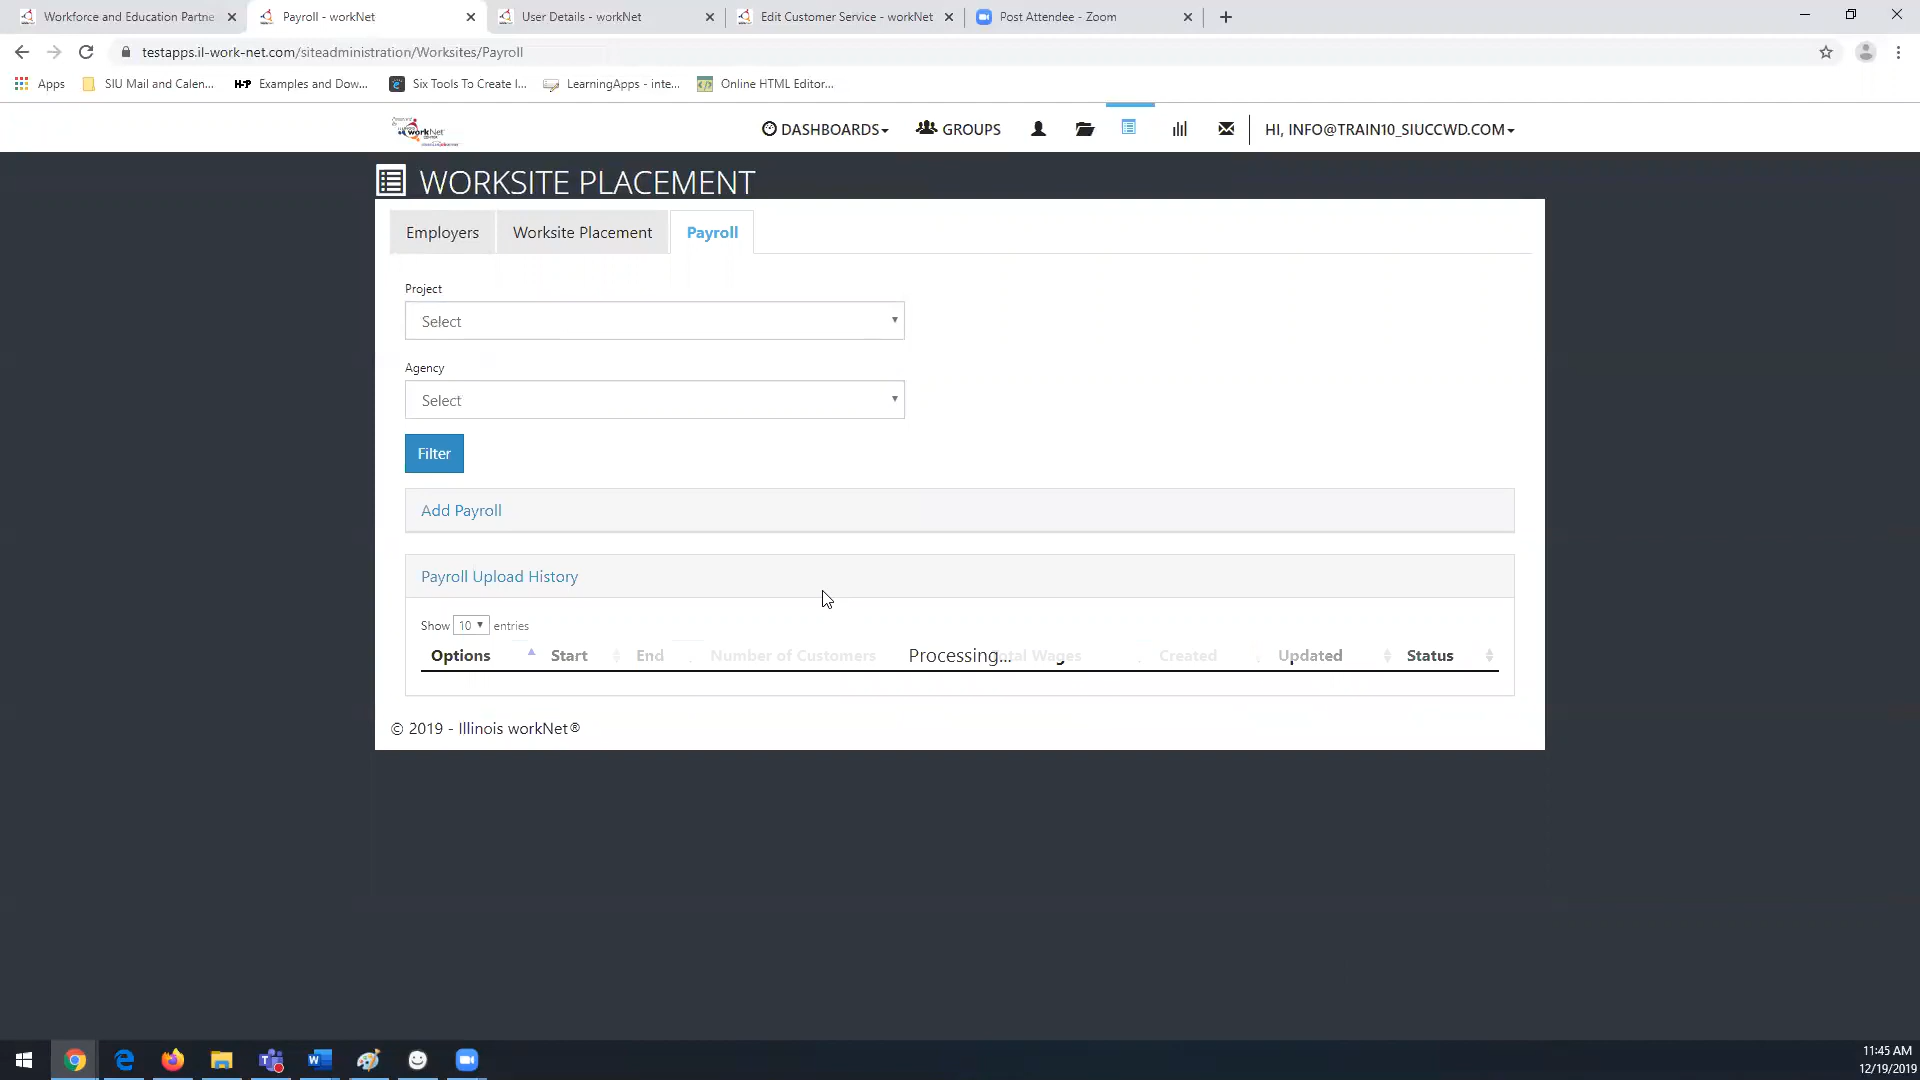 Workforce and Education Partne
Payroll - workNet
User Details - workNet
Edit Customer Service - workNet
Post Attendee - Zoom
testapps.il-work-net.com/siteadministration/Worksites/Payroll
Apps
SIU Mail and Calen...
H-P Examples and Dow...
Six Tools To Create I...
LearningApps - inte...
Online HTML Editor...
workNet
DASHBOARDS
GROUPS
HI, INFO@TRAIN10_SIUCCWD.COM
WORKSITE PLACEMENT
Employers
Worksite Placement
Payroll
Project
Select
Agency
Select
Filter
Add Payroll
Payroll Upload History
Show 10 entries
Options Start End Number of Customers Processing... Total Wages Created Updated Status
© 2019 - Illinois workNet®
11:45 AM
12/19/2019